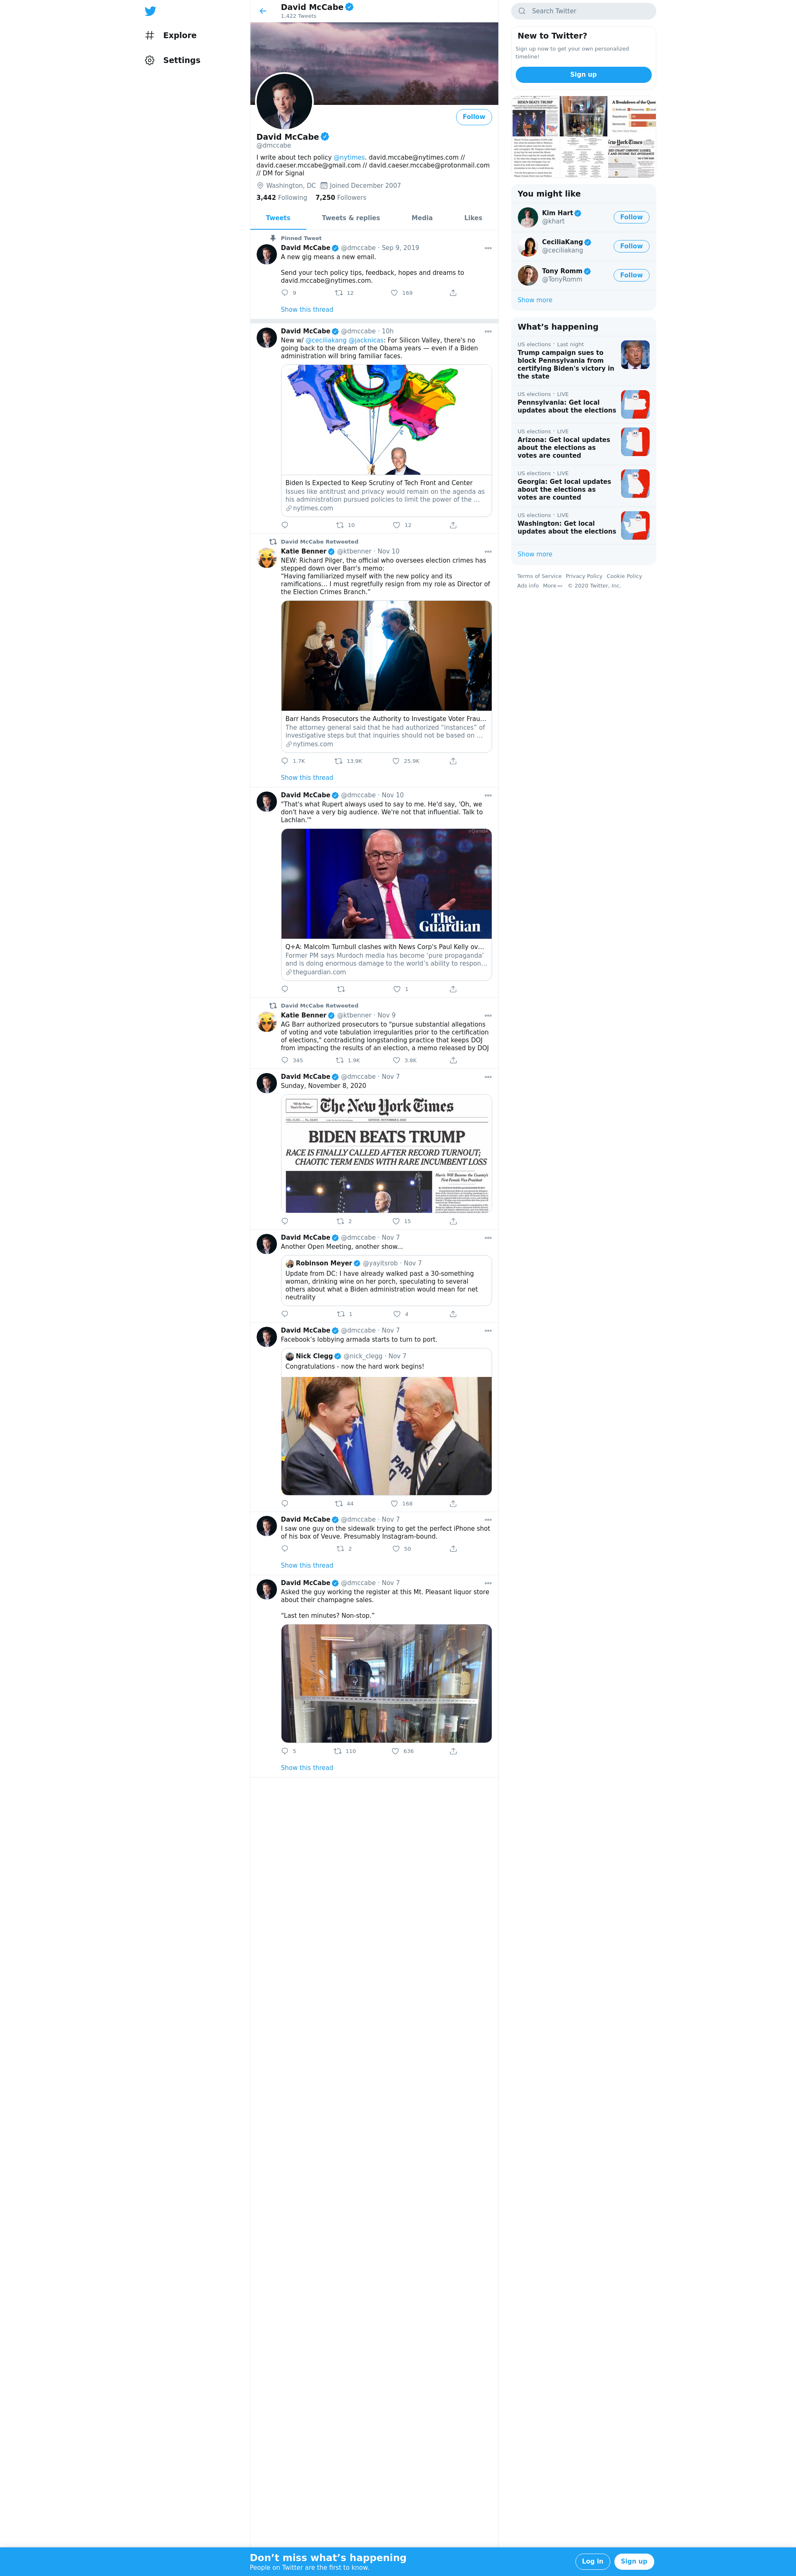 Explore
Settings
David McCabe
1,422 Tweets
Follow
David McCabe
@dmccabe
I write about tech policy @nytimes. david.mccabe@nytimes.com //
david.caeser.mccabe@gmail.com // david.caeser.mccabe@protonmail.com
// DM for Signal
Washington, DC Joined December 2007
3,442 Following 7,250 Followers
Tweets Tweets & replies Media Likes
Pinned Tweet
David McCabe @dmccabe · Sep 9, 2019
A new gig means a new email.
Send your tech policy tips, feedback, hopes and dreams to
david.mccabe@nytimes.com.
9 12 169
Show this thread
David McCabe @dmccabe · 10h
New w/ @ceciliakang @jacknicas: For Silicon Valley, there's no
going back to the dream of the Obama years — even if a Biden
administration will bring familiar faces.
Biden Is Expected to Keep Scrutiny of Tech Front and Center
Issues like antitrust and privacy would remain on the agenda as
his administration pursued policies to limit the power of the ...
nytimes.com
10 12
David McCabe Retweeted
Katie Benner @ktbenner · Nov 10
NEW: Richard Pilger, the official who oversees election crimes has
stepped down over Barr's memo:
“Having familiarized myself with the new policy and its
ramifications... I must regretfully resign from my role as Director of
the Election Crimes Branch.”
Barr Hands Prosecutors the Authority to Investigate Voter Frau...
The attorney general said that he had authorized “instances” of
investigative steps but that inquiries should not be based on ...
nytimes.com
1.7K 13.9K 25.9K
Show this thread
David McCabe @dmccabe · Nov 10
"That's what Rupert always used to say to me. He'd say, 'Oh, we
don't have a very big audience. We're not that influential. Talk to
Lachlan.'"
The
Guardian
Q+A: Malcolm Turnbull clashes with News Corp's Paul Kelly ov...
Former PM says Murdoch media has become ‘pure propaganda’
and is doing enormous damage to the world’s ability to respon...
theguardian.com
1
David McCabe Retweeted
Katie Benner @ktbenner · Nov 9
AG Barr authorized prosecutors to "pursue substantial allegations
of voting and vote tabulation irregularities prior to the certification
of elections," contradicting longstanding practice that keeps DOJ
from impacting the results of an election, a memo released by DOJ
345 1.9K 3.8K
David McCabe @dmccabe · Nov 7
Sunday, November 8, 2020
The New York Times
BIDEN BEATS TRUMP
RACE IS FINALLY CALLED AFTER RECORD TURNOUT;
CHAOTIC TERM ENDS WITH RARE INCUMBENT LOSS
Harris Will Become the Country's
First Female Vice President
2 15
David McCabe @dmccabe · Nov 7
Another Open Meeting, another show...
Robinson Meyer @yayitsrob · Nov 7
Update from DC: I have already walked past a 30-something
woman, drinking wine on her porch, speculating to several
others about what a Biden administration would mean for net
neutrality
1 4
David McCabe @dmccabe · Nov 7
Facebook’s lobbying armada starts to turn to port.
Nick Clegg @nick_clegg · Nov 7
Congratulations - now the hard work begins!
44 168
David McCabe @dmccabe · Nov 7
I saw one guy on the sidewalk trying to get the perfect iPhone shot
of his box of Veuve. Presumably Instagram-bound.
2 50
Show this thread
David McCabe @dmccabe · Nov 7
Asked the guy working the register at this Mt. Pleasant liquor store
about their champagne sales.
“Last ten minutes? Non-stop.”
5 110 636
Show this thread
Search Twitter
New to Twitter?
Sign up now to get your own personalized
timeline!
Sign up
BIDEN BEATS TRUMP
A Breakdown of the Ques
You might like
Kim Hart
@khart
Follow
CeciliaKang
@ceciliakang
Follow
Tony Romm
@TonyRomm
Follow
Show more
What’s happening
US elections · Last night
Trump campaign sues to
block Pennsylvania from
certifying Biden's victory in
the state
US elections · LIVE
Pennsylvania: Get local
updates about the elections
US elections · LIVE
Arizona: Get local updates
about the elections as
votes are counted
US elections · LIVE
Georgia: Get local updates
about the elections as
votes are counted
US elections · LIVE
Washington: Get local
updates about the elections
Show more
Terms of Service Privacy Policy Cookie Policy
Ads info More © 2020 Twitter, Inc.
Don’t miss what’s happening
People on Twitter are the first to know.
Log in Sign up